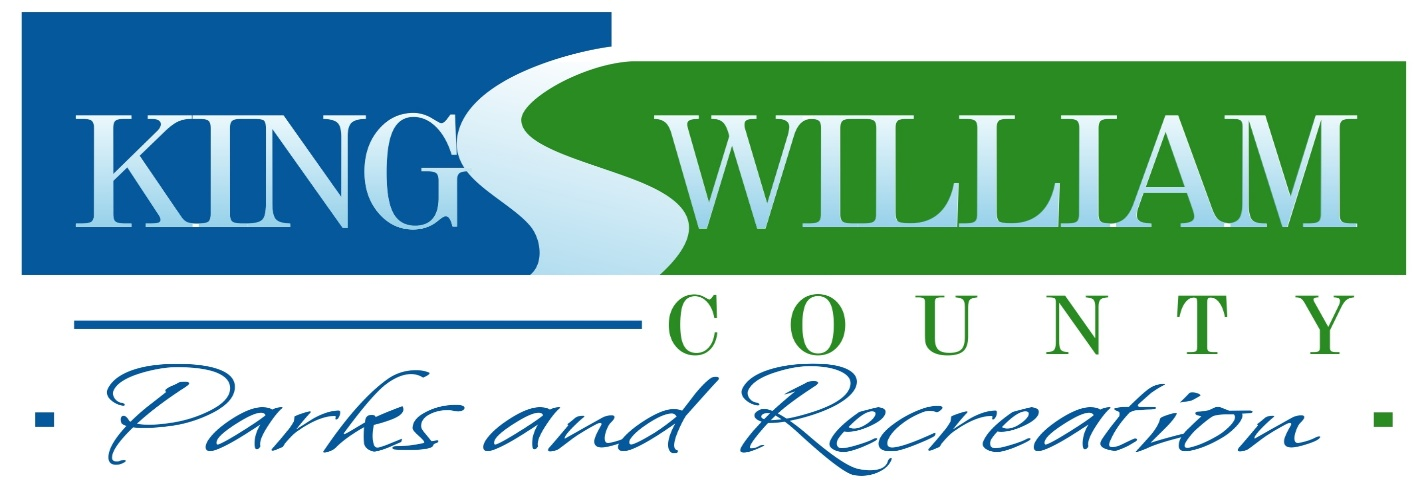 KING WILLIAM
COUNTY
Parks and Recreation